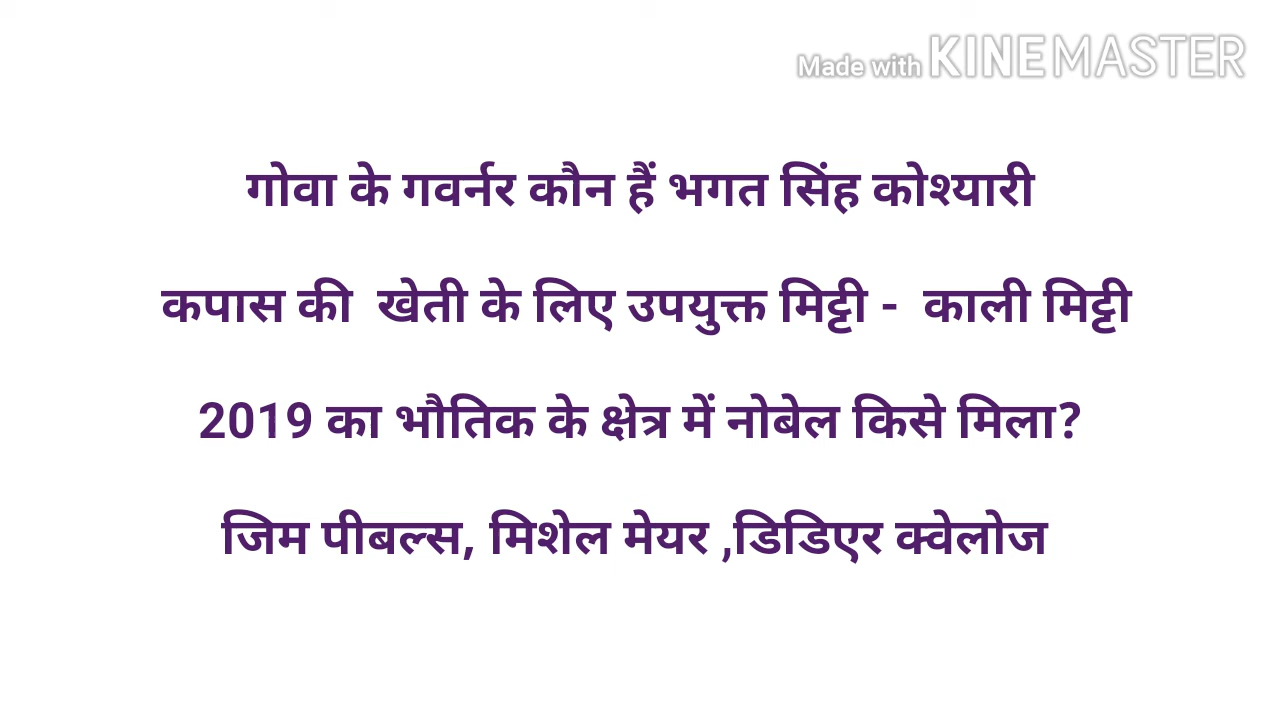 Made with KINEMASTER
गोवा के गवर्नर कौन हैं भगत सिंह कोश्यारी
कपास की खेती के लिए उपयुक्त मिट्टी - काली मिट्टी
2019 का भौतिक के क्षेत्र में नोबेल किसे मिला?
जिम पीबल्स, मिशेल मेयर ,डिडिएर क्वेलोज